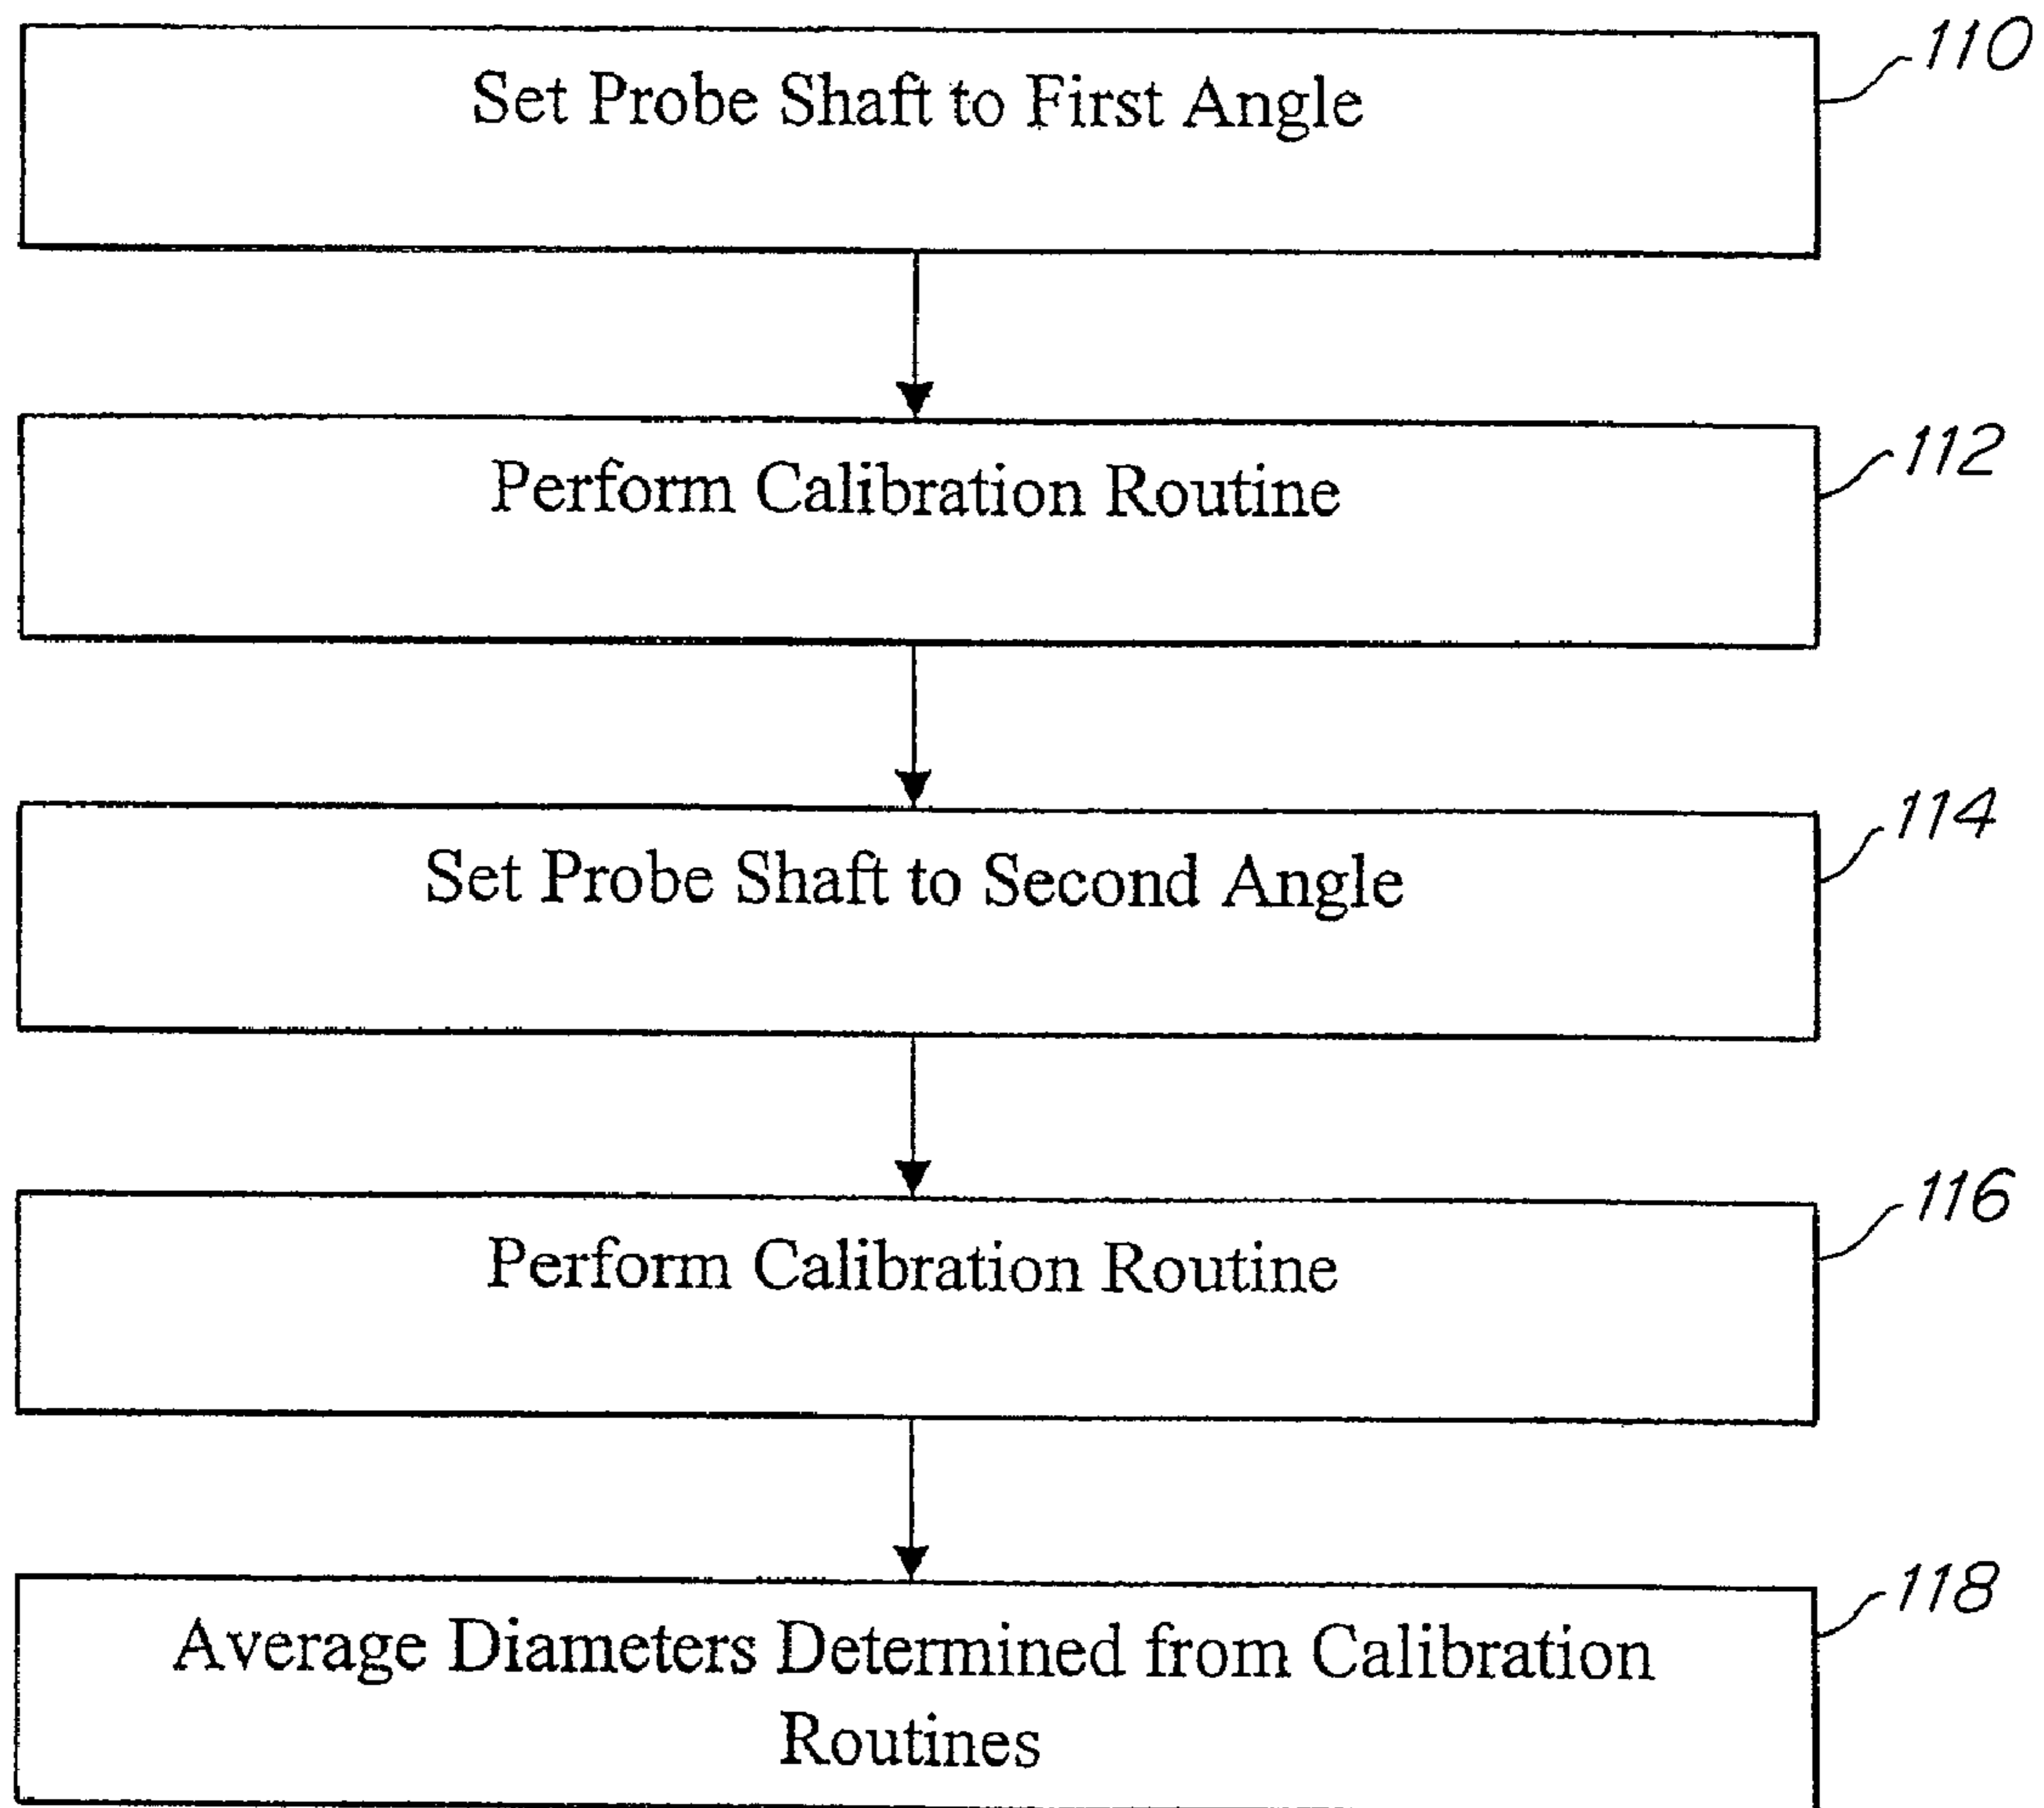 Set Probe Shaft to First Angle
110
Perform Calibration Routine
112
Set Probe Shaft to Second Angle
114
Perform Calibration Routine
116
Average Diameters Determined from Calibration
Routines
118